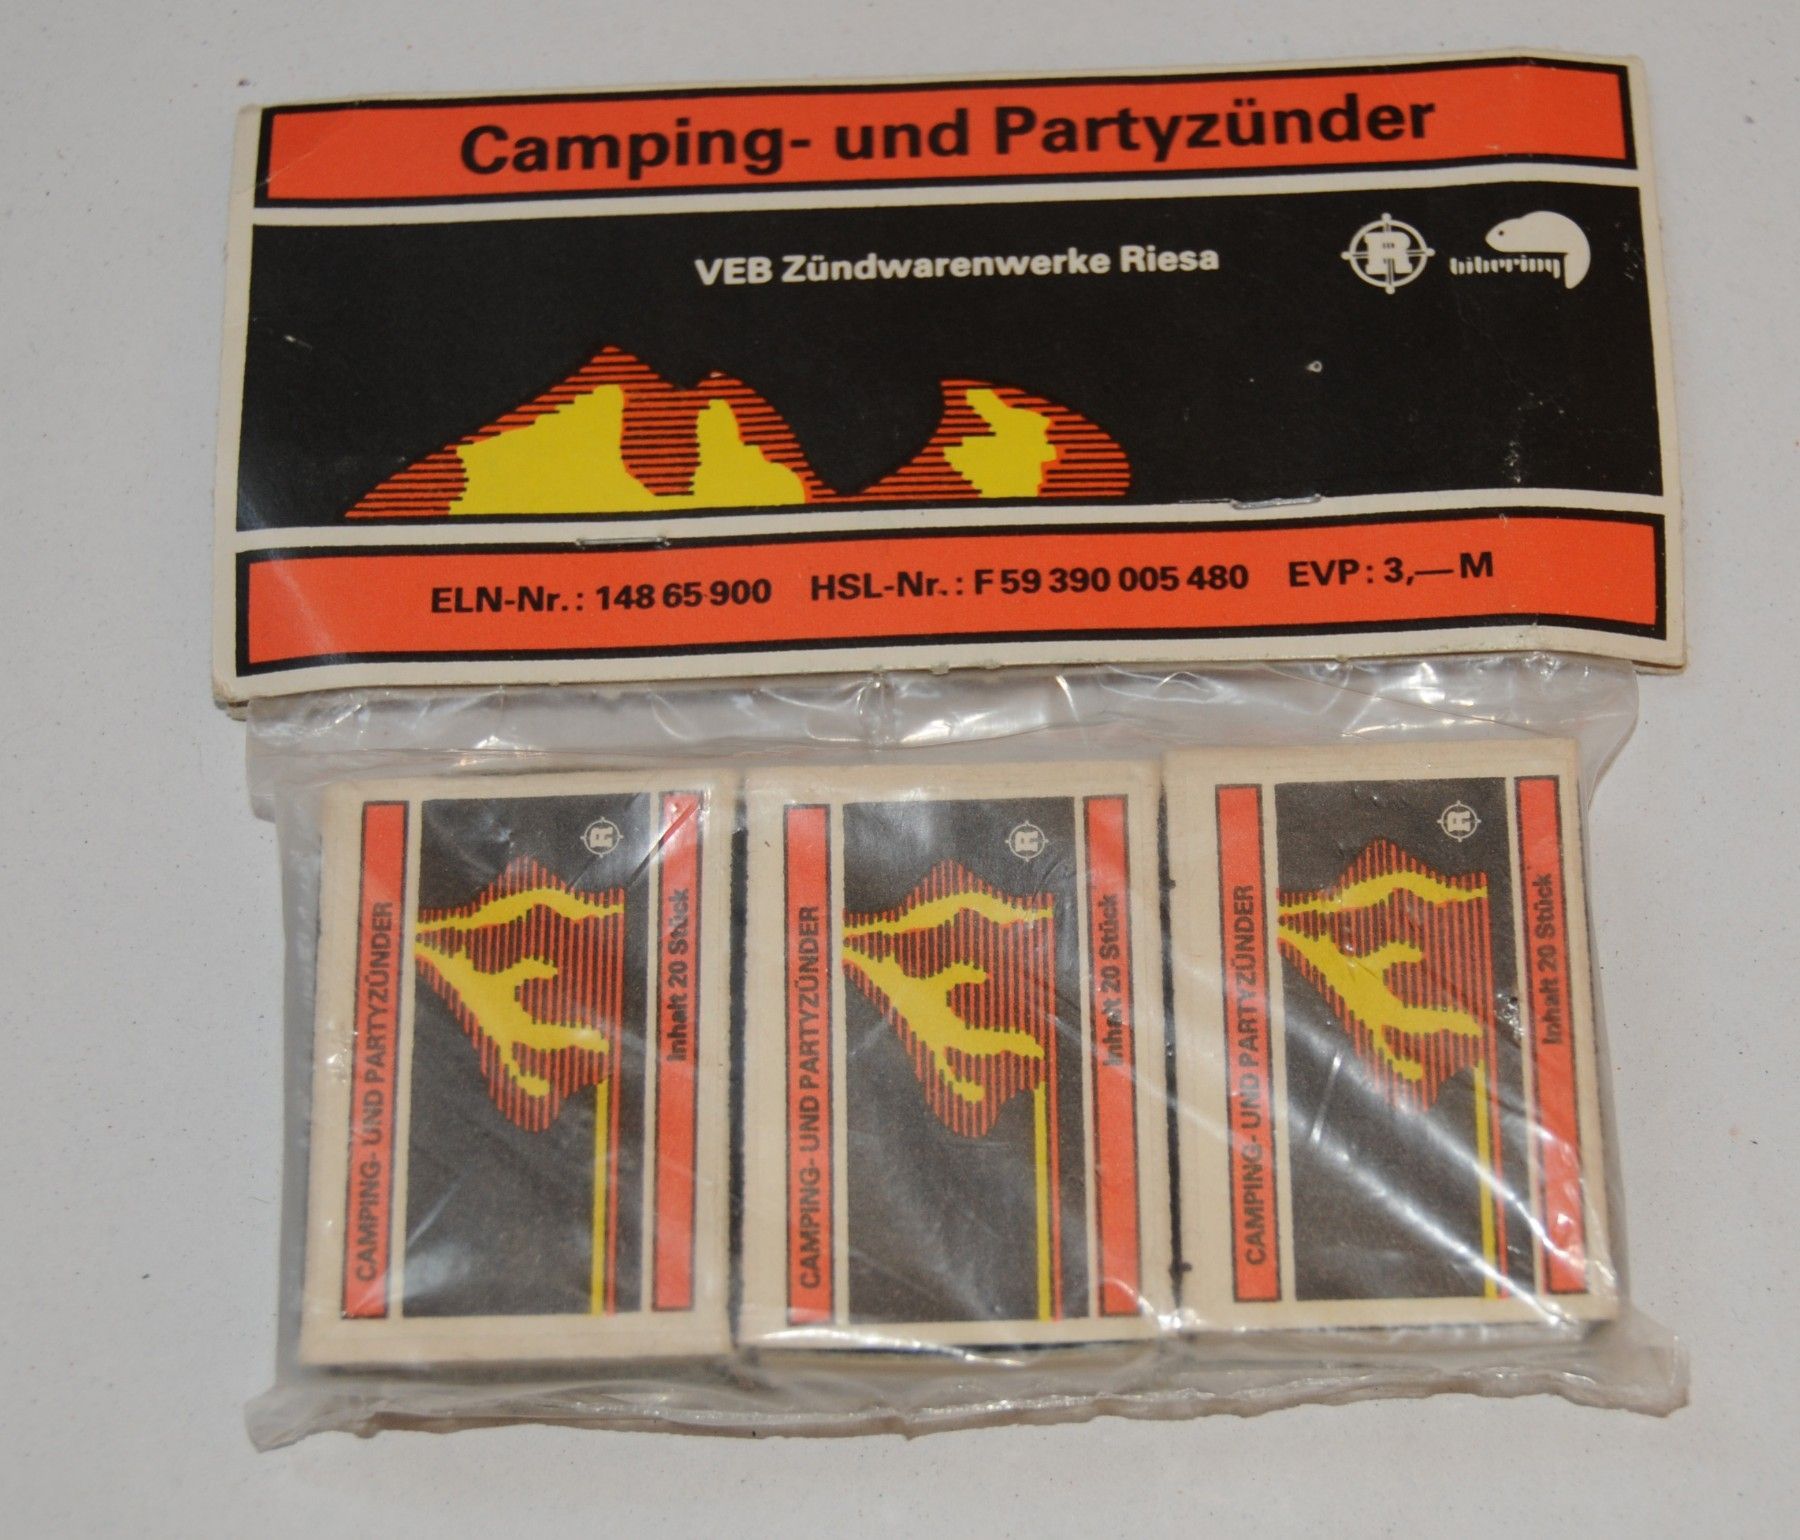 Camping- und Partyzünder
VEB Zündwarenwerke Riesa
R
bibering
ELN-Nr.: 148 65 900 HSL-Nr.: F 59 390 005 480 EVP: 3,— M
CAMPING- UND PARTYZÜNDER
R
Inhalt 20 Stück
CAMPING- UND PARTYZÜNDER
R
Inhalt 20 Stück
CAMPING- UND PARTYZÜNDER
R
Inhalt 20 Stück